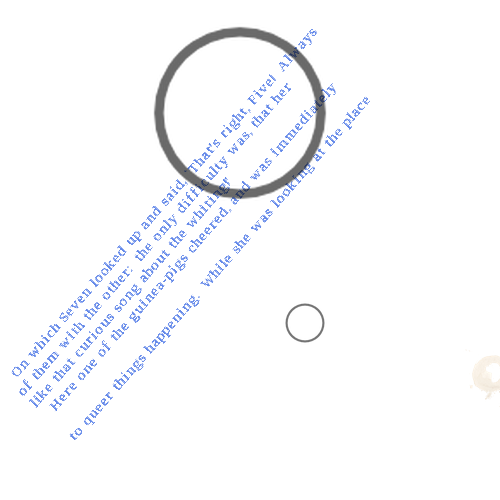 On which Seven looked up and said, 'That's right, Five! Always
of them with the other: the only difficulty was, that her
like that curious song about the whiting!'
Here one of the guinea-pigs cheered, and was immediately
to queer things happening. While she was looking at the place